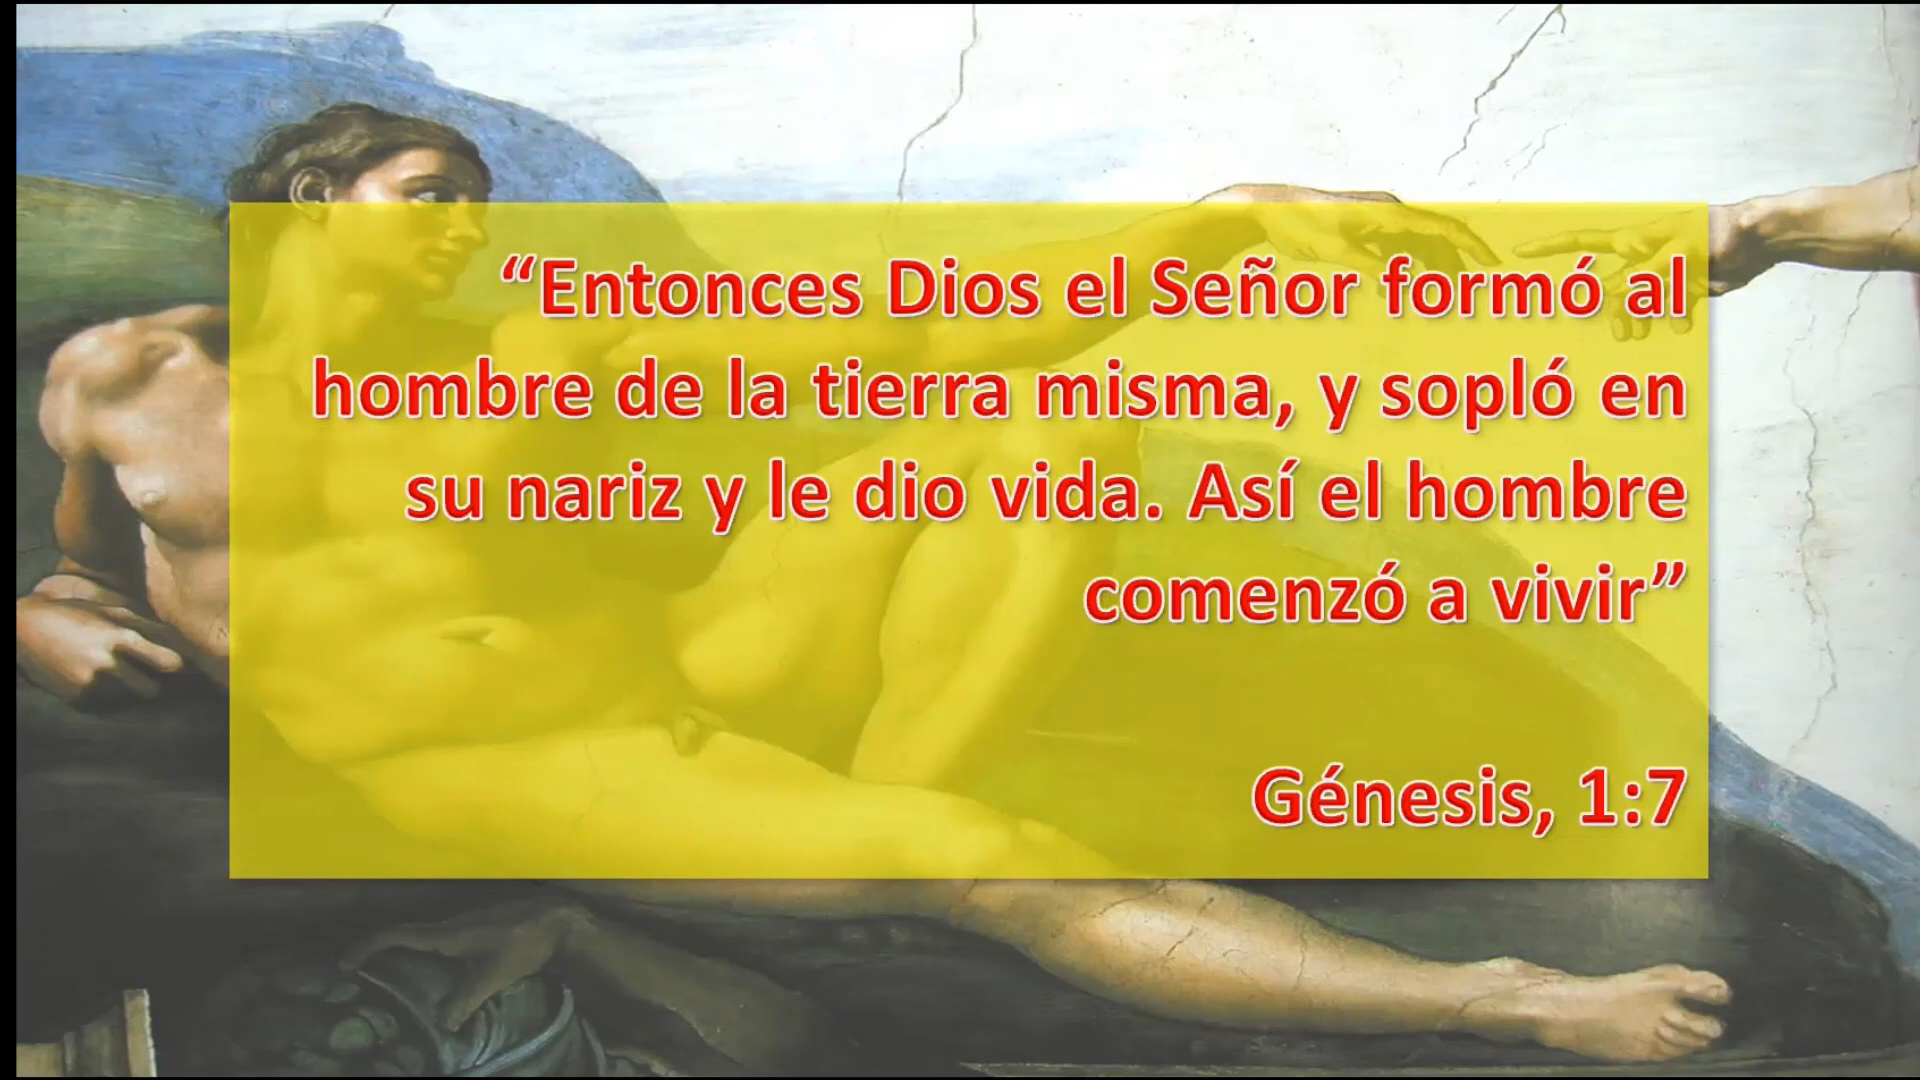 “Entonces Dios el Señor formó al
hombre de la tierra misma, y sopló en
su nariz y le dio vida. Así el hombre
comenzó a vivir”
Génesis, 1:7